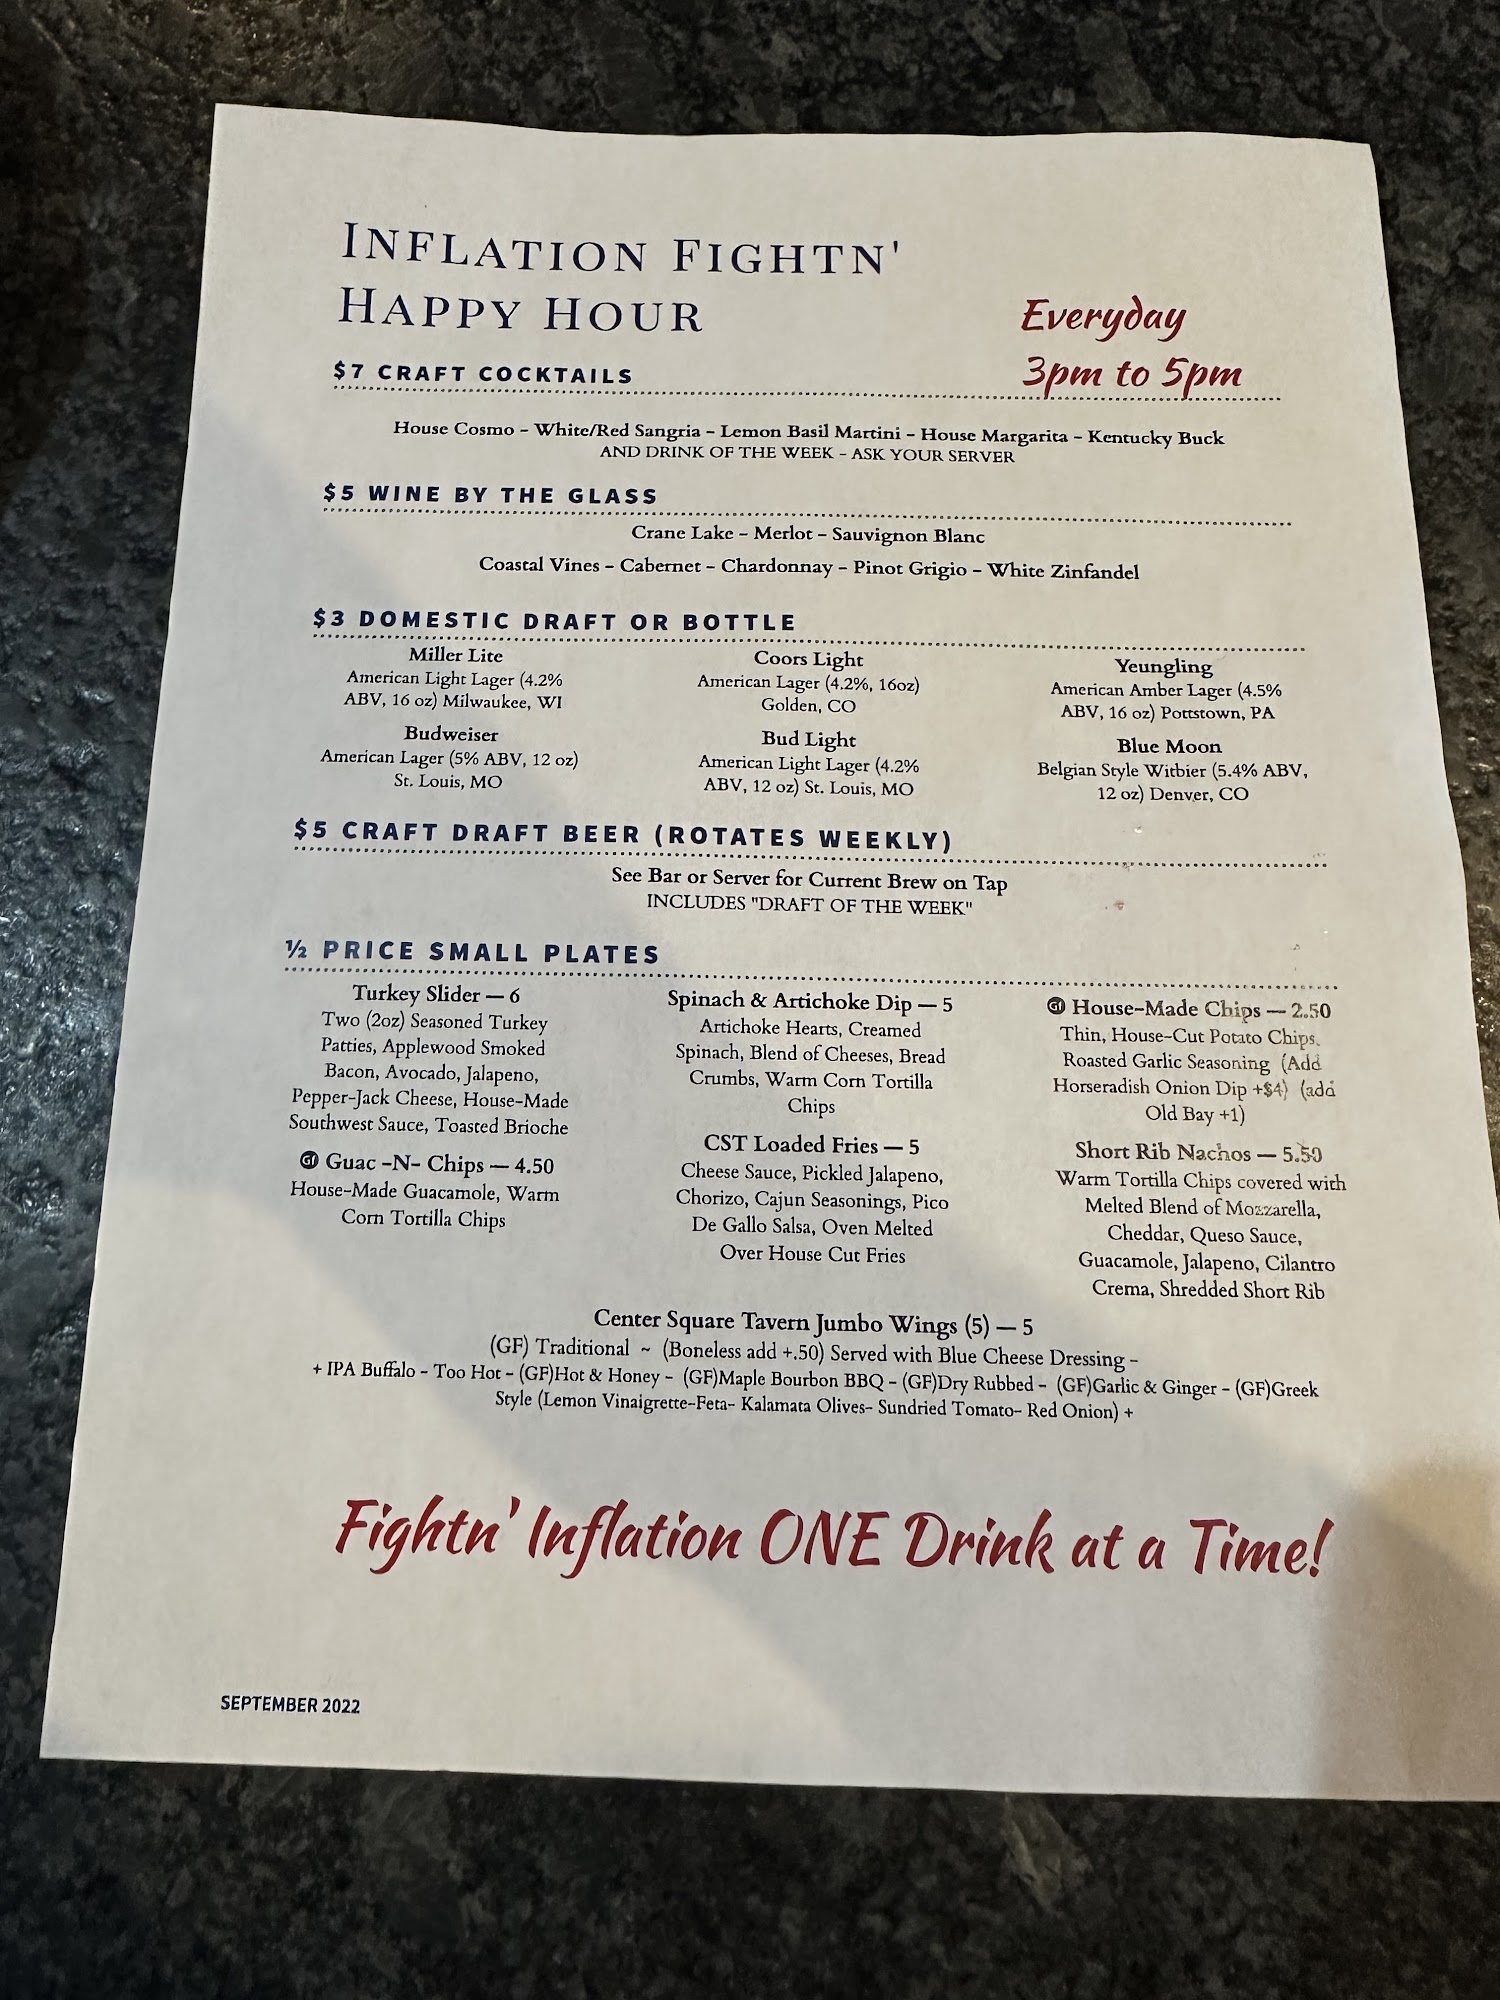 INFLATION FIGHTN'
HAPPY HOUR
Everyday
3pm to 5pm
$7 CRAFT COCKTAILS
House Cosmo - White/Red Sangria - Lemon Basil Martini - House Margarita - Kentucky Buck
AND DRINK OF THE WEEK - ASK YOUR SERVER
$5 WINE BY THE GLASS
Crane Lake - Merlot - Sauvignon Blanc
Coastal Vines - Cabernet - Chardonnay - Pinot Grigio - White Zinfandel
$3 DOMESTIC DRAFT OR BOTTLE
Miller Lite
American Light Lager (4.2%
ABV, 16 oz) Milwaukee, WI
Budweiser
American Lager (5% ABV, 12 oz)
St. Louis, MO
Coors Light
American Lager (4.2%, 16oz)
Golden, CO
Bud Light
American Light Lager (4.2%
ABV, 12 oz) St. Louis, MO
Yeungling
American Amber Lager (4.5%
ABV, 16 oz) Pottstown, PA
Blue Moon
Belgian Style Witbier (5.4% ABV,
12 oz) Denver, CO
$5 CRAFT DRAFT BEER (ROTATES WEEKLY)
See Bar or Server for Current Brew on Tap
INCLUDES "DRAFT OF THE WEEK"
½ PRICE SMALL PLATES
Turkey Slider — 6
Two (2oz) Seasoned Turkey
Patties, Applewood Smoked
Bacon, Avocado, Jalapeno,
Pepper-Jack Cheese, House-Made
Southwest Sauce, Toasted Brioche
Gf Guac -N- Chips — 4.50
House-Made Guacamole, Warm
Corn Tortilla Chips
Spinach & Artichoke Dip — 5
Artichoke Hearts, Creamed
Spinach, Blend of Cheeses, Bread
Crumbs, Warm Corn Tortilla
Chips
CST Loaded Fries — 5
Cheese Sauce, Pickled Jalapeno,
Chorizo, Cajun Seasonings, Pico
De Gallo Salsa, Oven Melted
Over House Cut Fries
Gf House-Made Chips — 2.50
Thin, House-Cut Potato Chips,
Roasted Garlic Seasoning (Add
Horseradish Onion Dip +$4) (add
Old Bay +1)
Short Rib Nachos — 5.50
Warm Tortilla Chips covered with
Melted Blend of Mozzarella,
Cheddar, Queso Sauce,
Guacamole, Jalapeno, Cilantro
Crema, Shredded Short Rib
Center Square Tavern Jumbo Wings (5) — 5
(GF) Traditional ~ (Boneless add +.50) Served with Blue Cheese Dressing -
+ IPA Buffalo - Too Hot - (GF)Hot & Honey - (GF)Maple Bourbon BBQ - (GF)Dry Rubbed - (GF)Garlic & Ginger - (GF)Greek
Style (Lemon Vinaigrette-Feta- Kalamata Olives- Sundried Tomato- Red Onion) +
Fightn' Inflation ONE Drink at a Time!
SEPTEMBER 2022